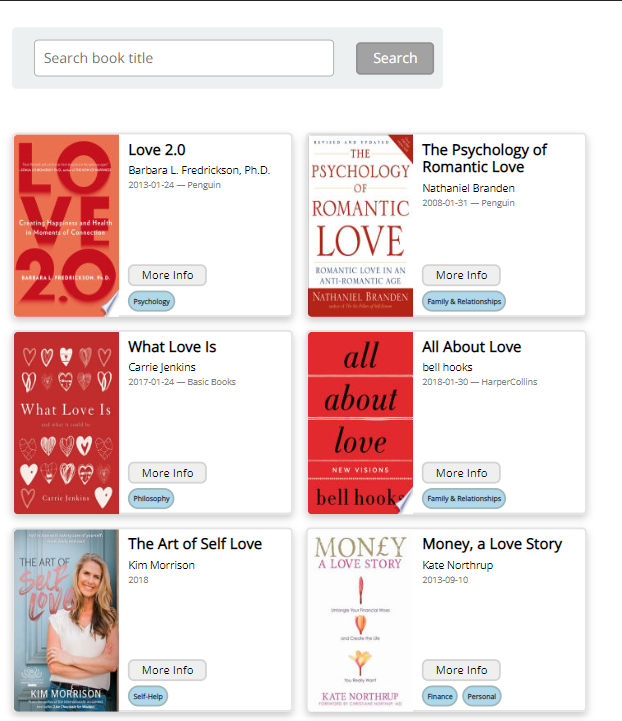 Search book title
Search
LOVE 2.0
Creating Happiness and Health
in Moments of Connection
BARBARA L. FREDRICKSON, Ph.D.
Love 2.0
Barbara L. Fredrickson, Ph.D.
2013-01-24 — Penguin
More Info
Psychology
REVISED AND UPDATED
THE
PSYCHOLOGY
OF
ROMANTIC
LOVE
ROMANTIC LOVE IN AN
ANTI-ROMANTIC AGE
NATHANIEL BRANDEN
The Psychology of
Romantic Love
Nathaniel Branden
2008-01-31 — Penguin
More Info
Family & Relationships
What Love Is
and what it could be
Carrie Jenkins
What Love Is
Carrie Jenkins
2017-01-24 — Basic Books
More Info
Philosophy
all
about
love
NEW VISIONS
bell hooks
All About Love
bell hooks
2018-01-30 — HarperCollins
More Info
Family & Relationships
THE ART OF
Self
LOVE
KIM MORRISON
The Art of Self Love
Kim Morrison
2018
More Info
Self-Help
MON£Y
A LOVE STORY
Untangle Your Financial Woes
and Create the Life
You Really Want
KATE NORTHRUP
FOREWORD BY CHRISTIANE NORTHRUP, MD
Money, a Love Story
Kate Northrup
2013-09-10
More Info
Finance
Personal